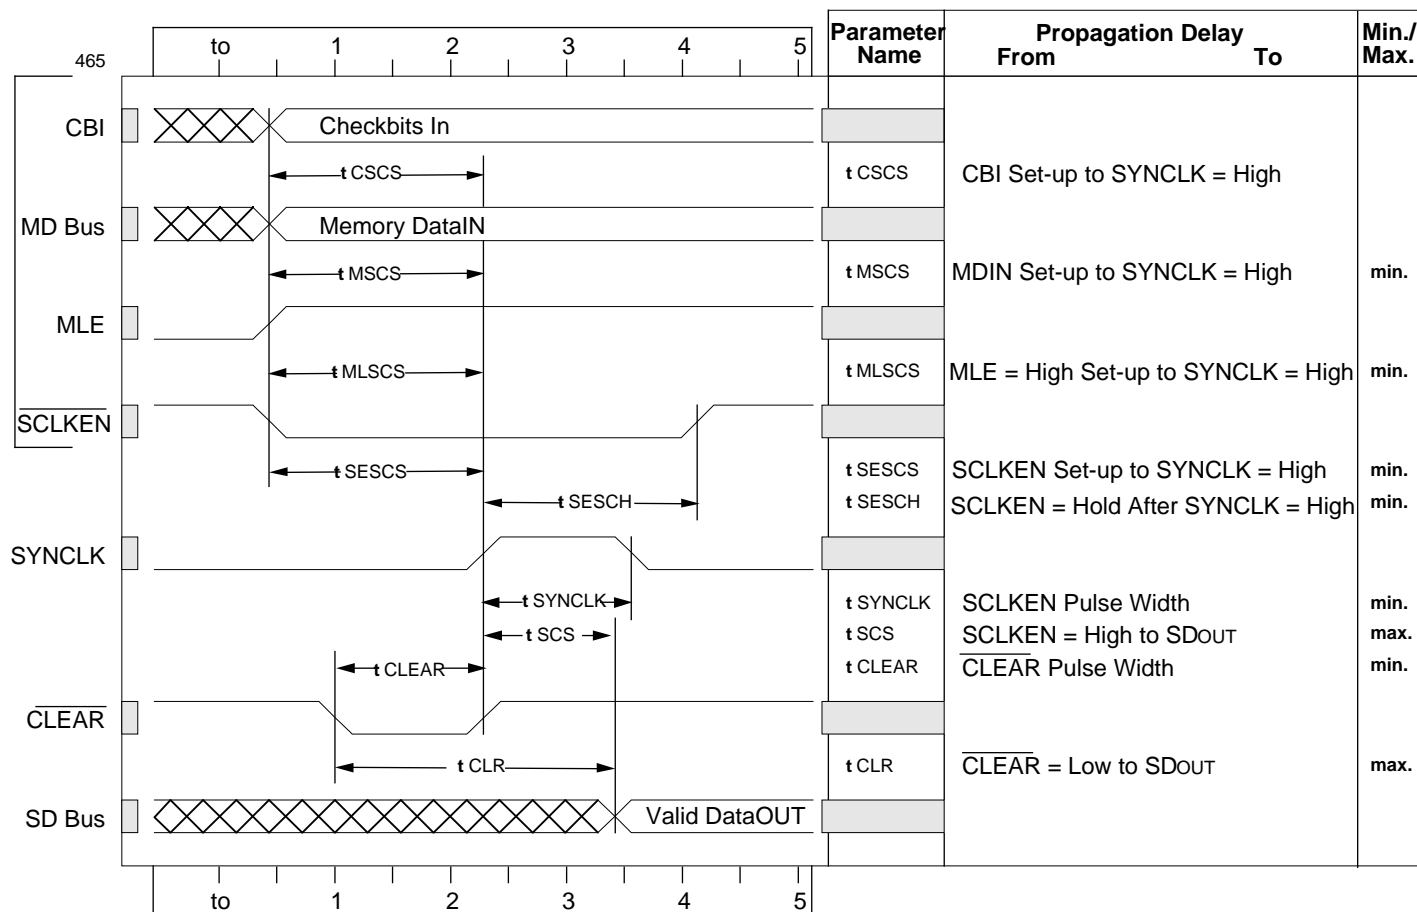 to 1 2 3 4 5
Parameter Name
Propagation Delay
From To
Min./ Max.
465
CBI
Checkbits In
t CSCS
t CSCS CBI Set-up to SYNCLK = High
MD Bus
Memory DataIN
t MSCS
t MSCS MDIN Set-up to SYNCLK = High min.
MLE
t MLSCS
t MLSCS MLE = High Set-up to SYNCLK = High min.
SCLKEN
t SESCS
t SESCS SCLKEN Set-up to SYNCLK = High min.
t SESCH
t SESCH SCLKEN = Hold After SYNCLK = High min.
SYNCLK
t SYNCLK
t SYNCLK SCLKEN Pulse Width min.
t SCS
t SCS SCLKEN = High to SDOUT max.
t CLEAR
t CLEAR CLEAR Pulse Width min.
CLEAR
t CLR
t CLR CLEAR = Low to SDOUT max.
SD Bus
Valid DataOUT
to 1 2 3 4 5